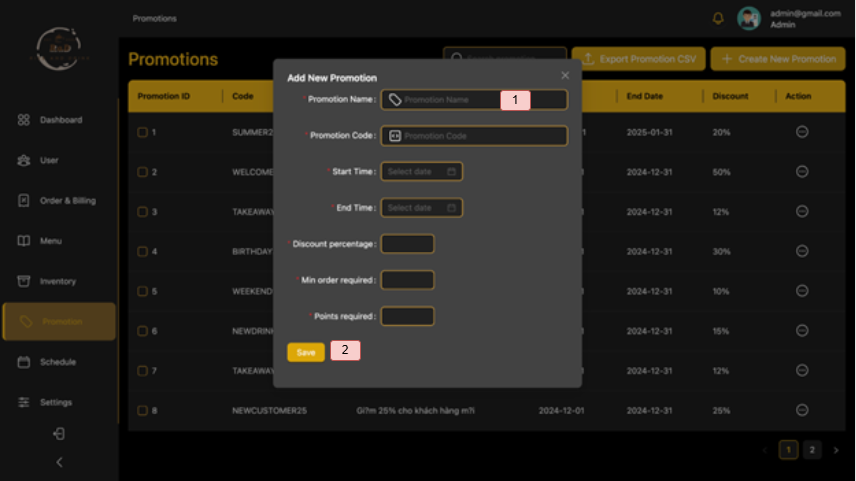 Promotions
admin@gmail.com
Admin
Promotions
Export Promotion CSV
Create New Promotion
Promotion ID Code End Date Discount Action
Add New Promotion
* Promotion Name : Promotion Name 1
* Promotion Code : Promotion Code
* Start Time : Select date
* End Time : Select date
* Discount percentage :
* Min order required :
* Points required :
Save 2
Dashboard
User
Order & Billing
Menu
Inventory
Promotion
Schedule
Settings
1 SUMMER2 1 2025-01-31 20%
2 WELCOME 2024-12-31 50%
3 TAKEAWAY 2024-12-31 12%
4 BIRTHDAY 2024-12-31 30%
5 WEEKEND 2024-12-31 10%
6 2024-12-31 15%
7 TAKEAWAY 2024-12-31 12%
8 NEWCUSTOMER25 Gi?m 25% cho khách hàng m?i 2024-12-01 2024-12-31 25%
1 2